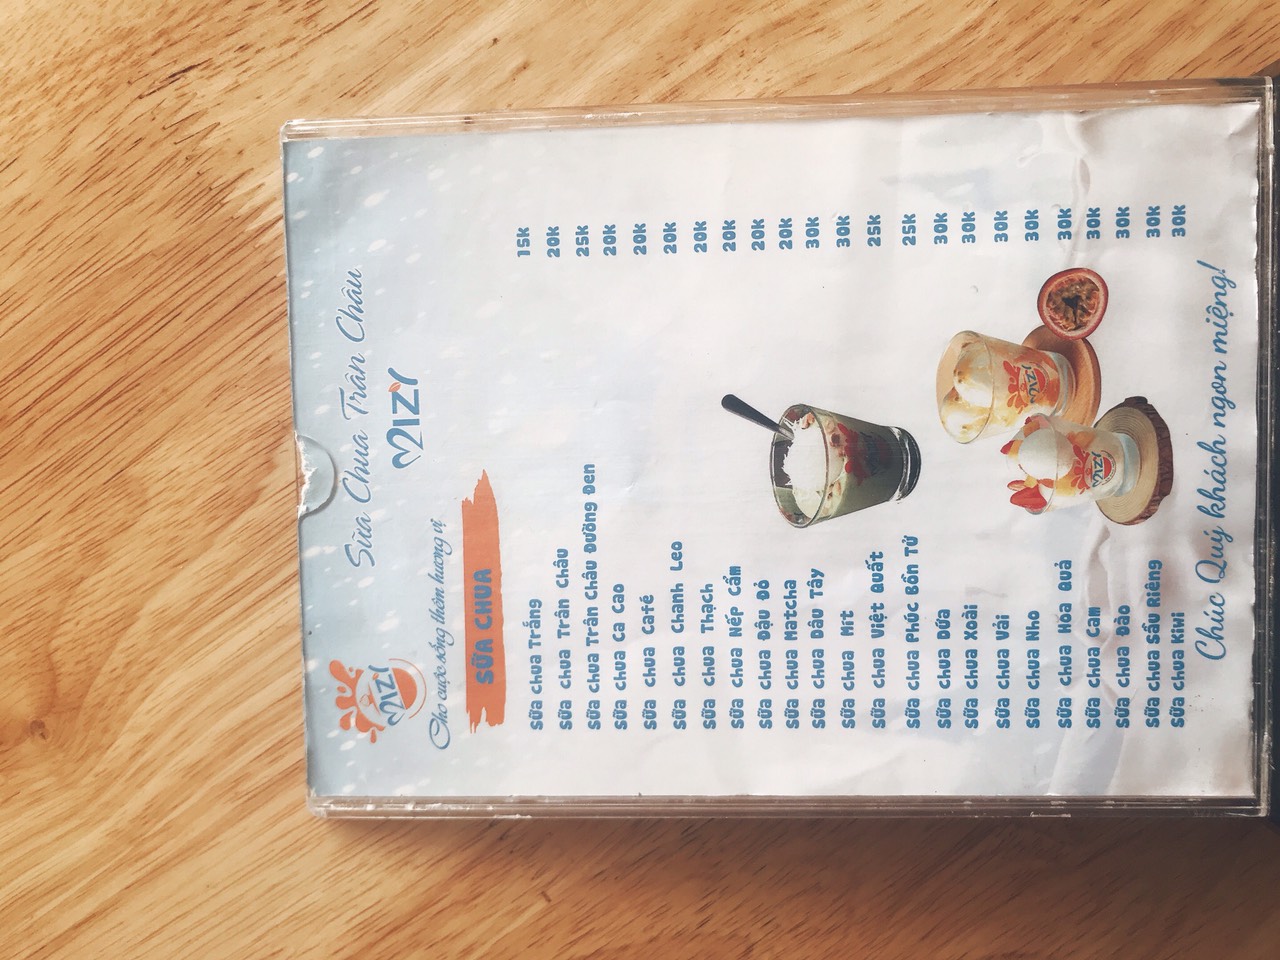 Sữa Chua Trân Châu
MIZY
MIZY
Cho cuộc sống thêm hương vị
SỮA CHUA
Sữa chua Trắng 15k
Sữa chua Trân Châu 20k
Sữa chua Trân Châu Đường Đen 25k
Sữa chua Ca Cao 20k
Sữa chua Café 20k
Sữa chua Chanh Leo 20k
Sữa chua Thạch 20k
Sữa chua Nếp Cẩm 20k
Sữa chua Đậu Đỏ 20k
Sữa chua Matcha 20k
Sữa chua Dâu Tây 30k
Sữa chua Mít 30k
Sữa chua Việt Quất 25k
Sữa chua Phúc Bồn Tử 25k
Sữa chua Dứa 30k
Sữa chua Xoài 30k
Sữa chua Vải 30k
Sữa chua Nho 30k
Sữa chua Hoa Quả 30k
Sữa chua Cam 30k
Sữa chua Đào 30k
Sữa chua Sầu Riêng 30k
Sữa chua Kiwi 30k
MIZY
MIZY
Chúc Quý khách ngon miệng!